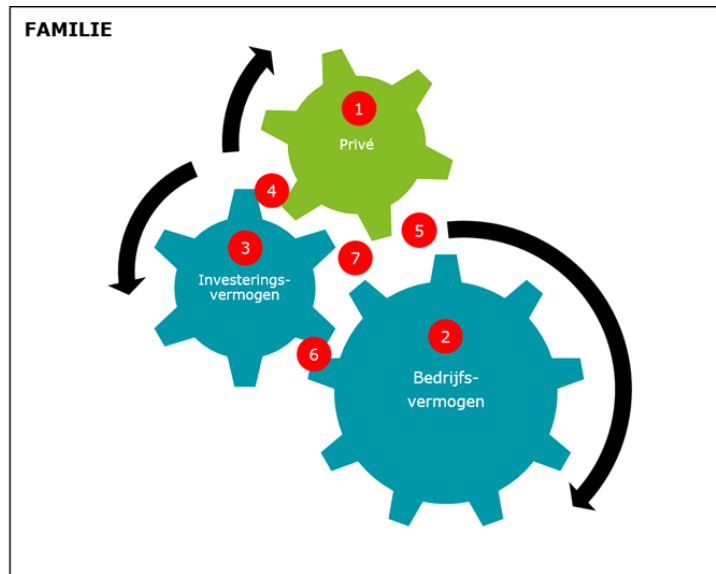 FAMILIE
1
Privé
4
5
3
7
Investerings-
vermogen
2
6
Bedrijfs-
vermogen